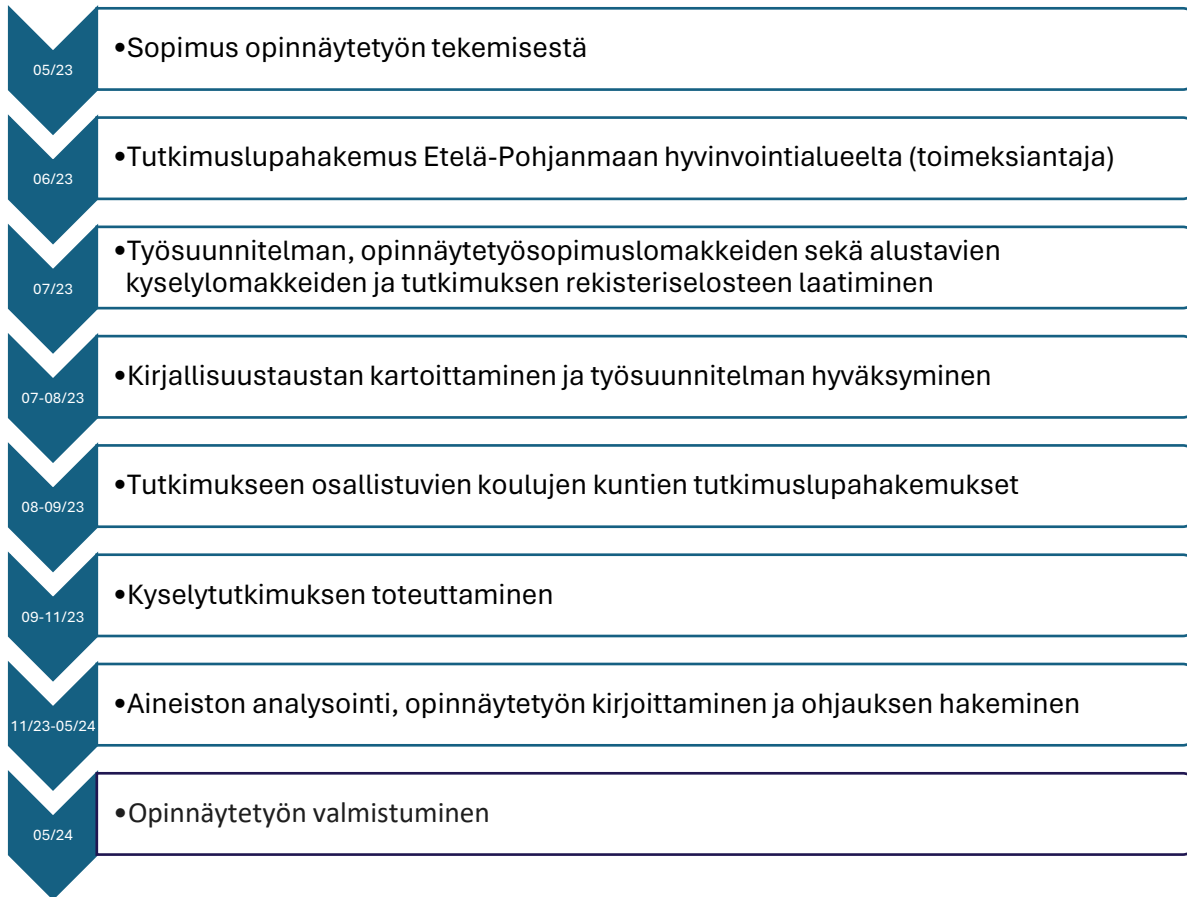 05/23
•Sopimus opinnäytetyön tekemisestä
06/23
•Tutkimuslupahakemus Etelä-Pohjanmaan hyvinvointialueelta (toimeksiantaja)
07/23
•Työsuunnitelman, opinnäytetyösopimuslomakkeiden sekä alustavien
kyselylomakkeiden ja tutkimuksen rekisteriselosteen laatiminen
07-08/23
•Kirjallisuustaustan kartoittaminen ja työsuunnitelman hyväksyminen
08-09/23
•Tutkimukseen osallistuvien koulujen kuntien tutkimuslupahakemukset
09-11/23
•Kyselytutkimuksen toteuttaminen
11/23-05/24
•Aineiston analysointi, opinnäytetyön kirjoittaminen ja ohjauksen hakeminen
05/24
•Opinnäytetyön valmistuminen